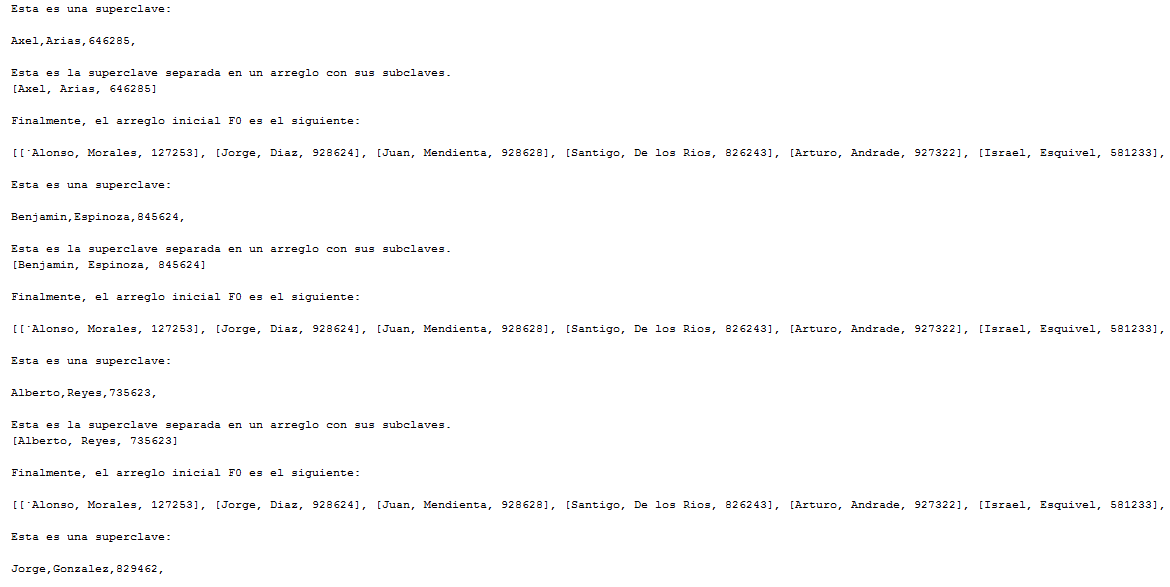 Esta es una superclave:
Axel,Arias,646285,
Esta es la superclave separada en un arreglo con sus subclaves.
[Axel, Arias, 646285]
Finalmente, el arreglo inicial F0 es el siguiente:
[[˙Alonso, Morales, 127253], [Jorge, Diaz, 928624], [Juan, Mendienta, 928628], [Santigo, De los Rios, 826243], [Arturo, Andrade, 927322], [Israel, Esquivel, 581233],
Esta es una superclave:
Benjamin,Espinoza,845624,
Esta es la superclave separada en un arreglo con sus subclaves.
[Benjamin, Espinoza, 845624]
Finalmente, el arreglo inicial F0 es el siguiente:
[[˙Alonso, Morales, 127253], [Jorge, Diaz, 928624], [Juan, Mendienta, 928628], [Santigo, De los Rios, 826243], [Arturo, Andrade, 927322], [Israel, Esquivel, 581233],
Esta es una superclave:
Alberto,Reyes,735623,
Esta es la superclave separada en un arreglo con sus subclaves.
[Alberto, Reyes, 735623]
Finalmente, el arreglo inicial F0 es el siguiente:
[[˙Alonso, Morales, 127253], [Jorge, Diaz, 928624], [Juan, Mendienta, 928628], [Santigo, De los Rios, 826243], [Arturo, Andrade, 927322], [Israel, Esquivel, 581233],
Esta es una superclave:
Jorge,Gonzalez,829462,